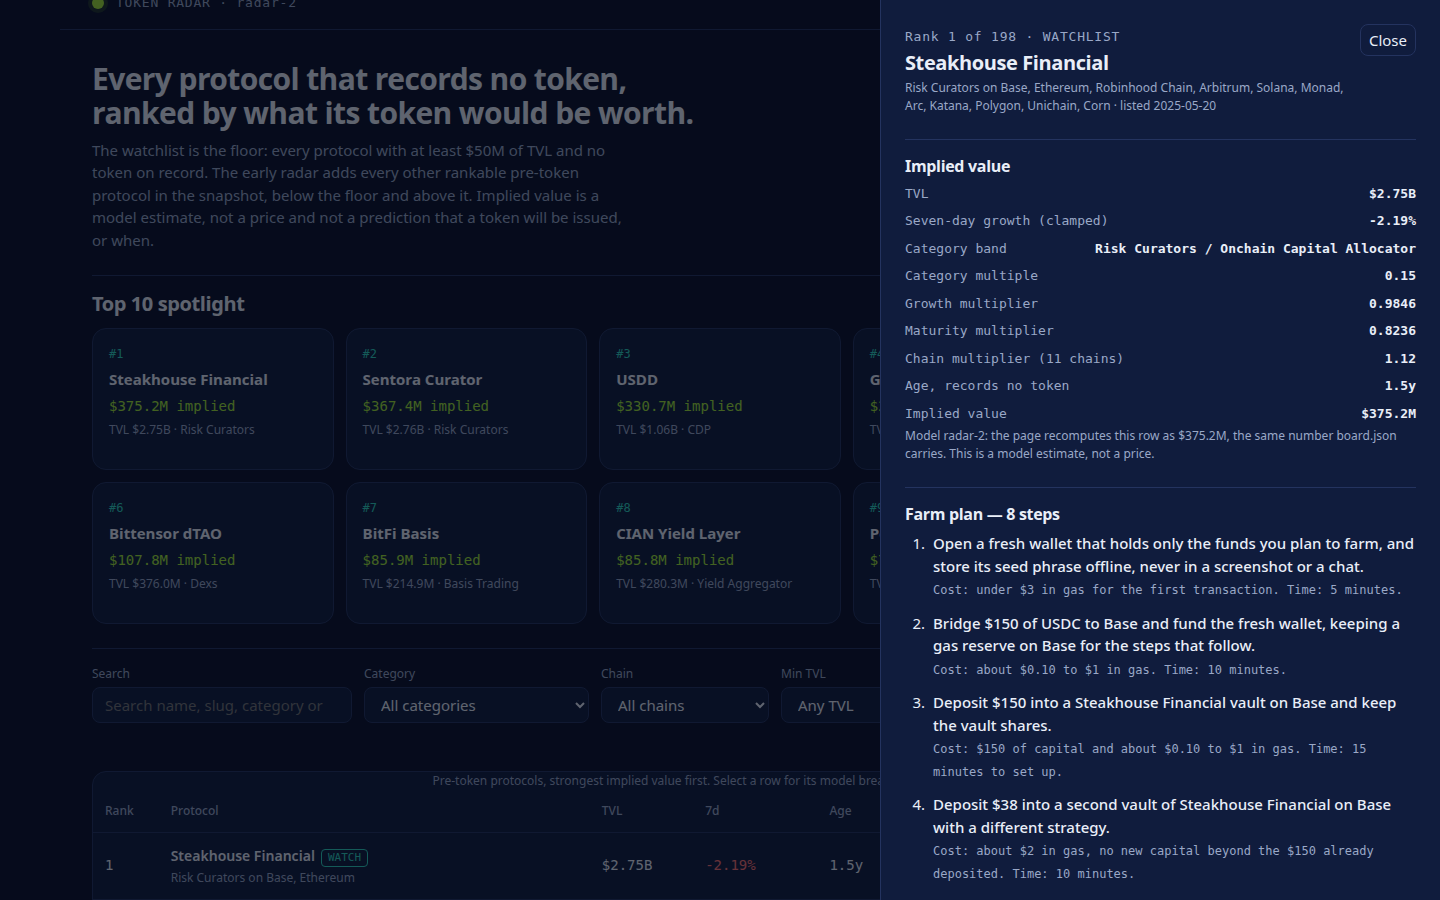 TOKEN RADAR · radar-2
Every protocol that records no token,
ranked by what its token would be worth.
The watchlist is the floor: every protocol with at least $50M of TVL and no
token on record. The early radar adds every other rankable pre-token
protocol in the snapshot, below the floor and above it. Implied value is a
model estimate, not a price and not a prediction that a token will be issued,
or when.
Top 10 spotlight
#1
Steakhouse Financial
$375.2M implied
TVL $2.75B · Risk Curators
#2
Sentora Curator
$367.4M implied
TVL $2.76B · Risk Curators
#3
USDD
$330.7M implied
TVL $1.06B · CDP
#6
Bittensor dTAO
$107.8M implied
TVL $376.0M · Dexs
#7
BitFi Basis
$85.9M implied
TVL $214.9M · Basis Trading
#8
CIAN Yield Layer
$85.8M implied
TVL $280.3M · Yield Aggregator
Search
Category
Chain
Min TVL
Search name, slug, category or
All categories
All chains
Any TVL
Pre-token protocols, strongest implied value first. Select a row for its model
Rank
Protocol
TVL
7d
Age
1
Steakhouse Financial
WATCH
Risk Curators on Base, Ethereum
$2.75B
-2.19%
1.5y
Rank 1 of 198 · WATCHLIST
Close
Steakhouse Financial
Risk Curators on Base, Ethereum, Robinhood Chain, Arbitrum, Solana, Monad,
Arc, Katana, Polygon, Unichain, Corn · listed 2025-05-20
Implied value
TVL $2.75B
Seven-day growth (clamped) -2.19%
Category band Risk Curators / Onchain Capital Allocator
Category multiple 0.15
Growth multiplier 0.9846
Maturity multiplier 0.8236
Chain multiplier (11 chains) 1.12
Age, records no token 1.5y
Implied value $375.2M
Model radar-2: the page recomputes this row as $375.2M, the same number board.json
carries. This is a model estimate, not a price.
Farm plan — 8 steps
1. Open a fresh wallet that holds only the funds you plan to farm, and
store its seed phrase offline, never in a screenshot or a chat.
Cost: under $3 in gas for the first transaction. Time: 5 minutes.
2. Bridge $150 of USDC to Base and fund the fresh wallet, keeping a
gas reserve on Base for the steps that follow.
Cost: about $0.10 to $1 in gas. Time: 10 minutes.
3. Deposit $150 into a Steakhouse Financial vault on Base and keep
the vault shares.
Cost: $150 of capital and about $0.10 to $1 in gas. Time: 15
minutes to set up.
4. Deposit $38 into a second vault of Steakhouse Financial on Base
with a different strategy.
Cost: about $2 in gas, no new capital beyond the $150 already
deposited. Time: 10 minutes.